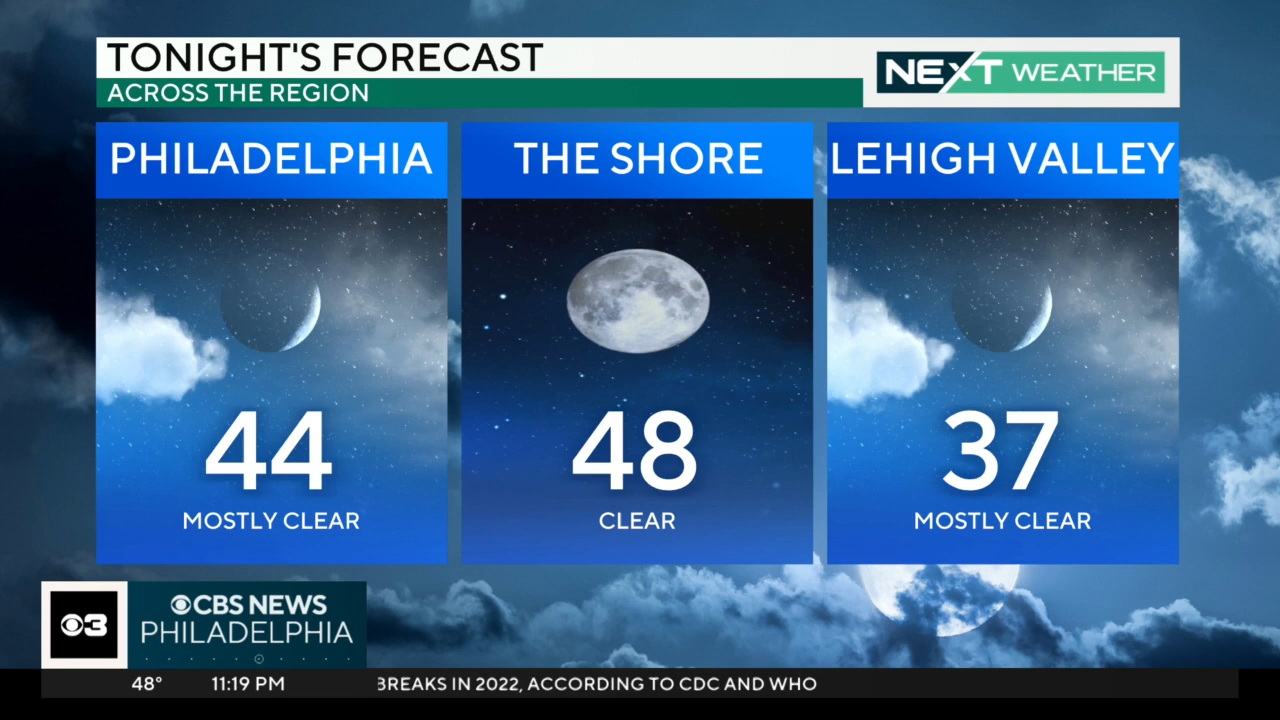 TONIGHT'S FORECAST
ACROSS THE REGION
NEXT WEATHER
PHILADELPHIA
44
MOSTLY CLEAR
THE SHORE
48
CLEAR
LEHIGH VALLEY
37
MOSTLY CLEAR
3
CBS NEWS
PHILADELPHIA
48° 11:19 PM BREAKS IN 2022, ACCORDING TO CDC AND WHO